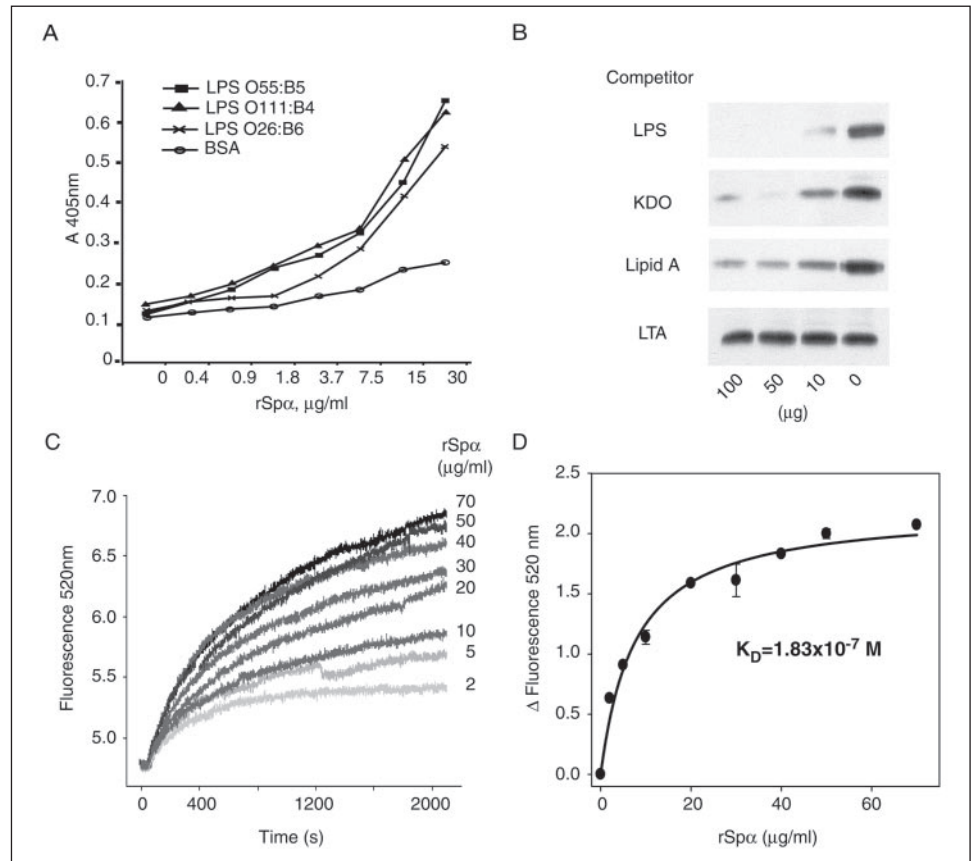 A
LPS O55:B5
LPS O111:B4
LPS O26:B6
BSA
0.7
0.6
0.5
0.4
0.3
0.2
0.1
0
A 405nm
0 0.4 0.9 1.8 3.7 7.5 15 30
rSpα, μg/ml
B
Competitor
LPS
KDO
Lipid A
LTA
100 50 10 0
(μg)
C
rSpα
(μg/ml)
70
50
40
30
20
10
5
2
7.0
6.5
6.0
5.5
5.0
Fluorescence 520nm
0 400 1200 2000
Time (s)
D
2.5
2.0
1.5
1.0
0.5
0.0
Δ Fluorescence 520 nm
K_D=1.83x10⁻⁷ M
0 20 40 60
rSpα (μg/ml)